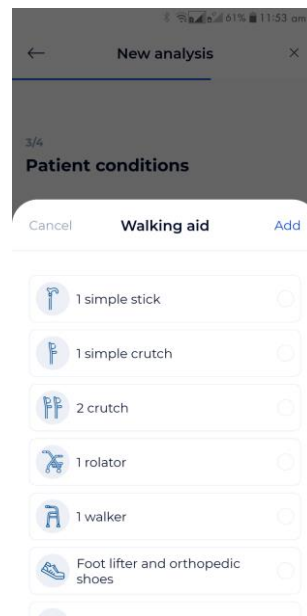 61% 11:53 am
New analysis
3/4
Patient conditions
Cancel Walking aid Add
1 simple stick
1 simple crutch
2 crutch
1 rolator
1 walker
Foot lifter and orthopedic
shoes